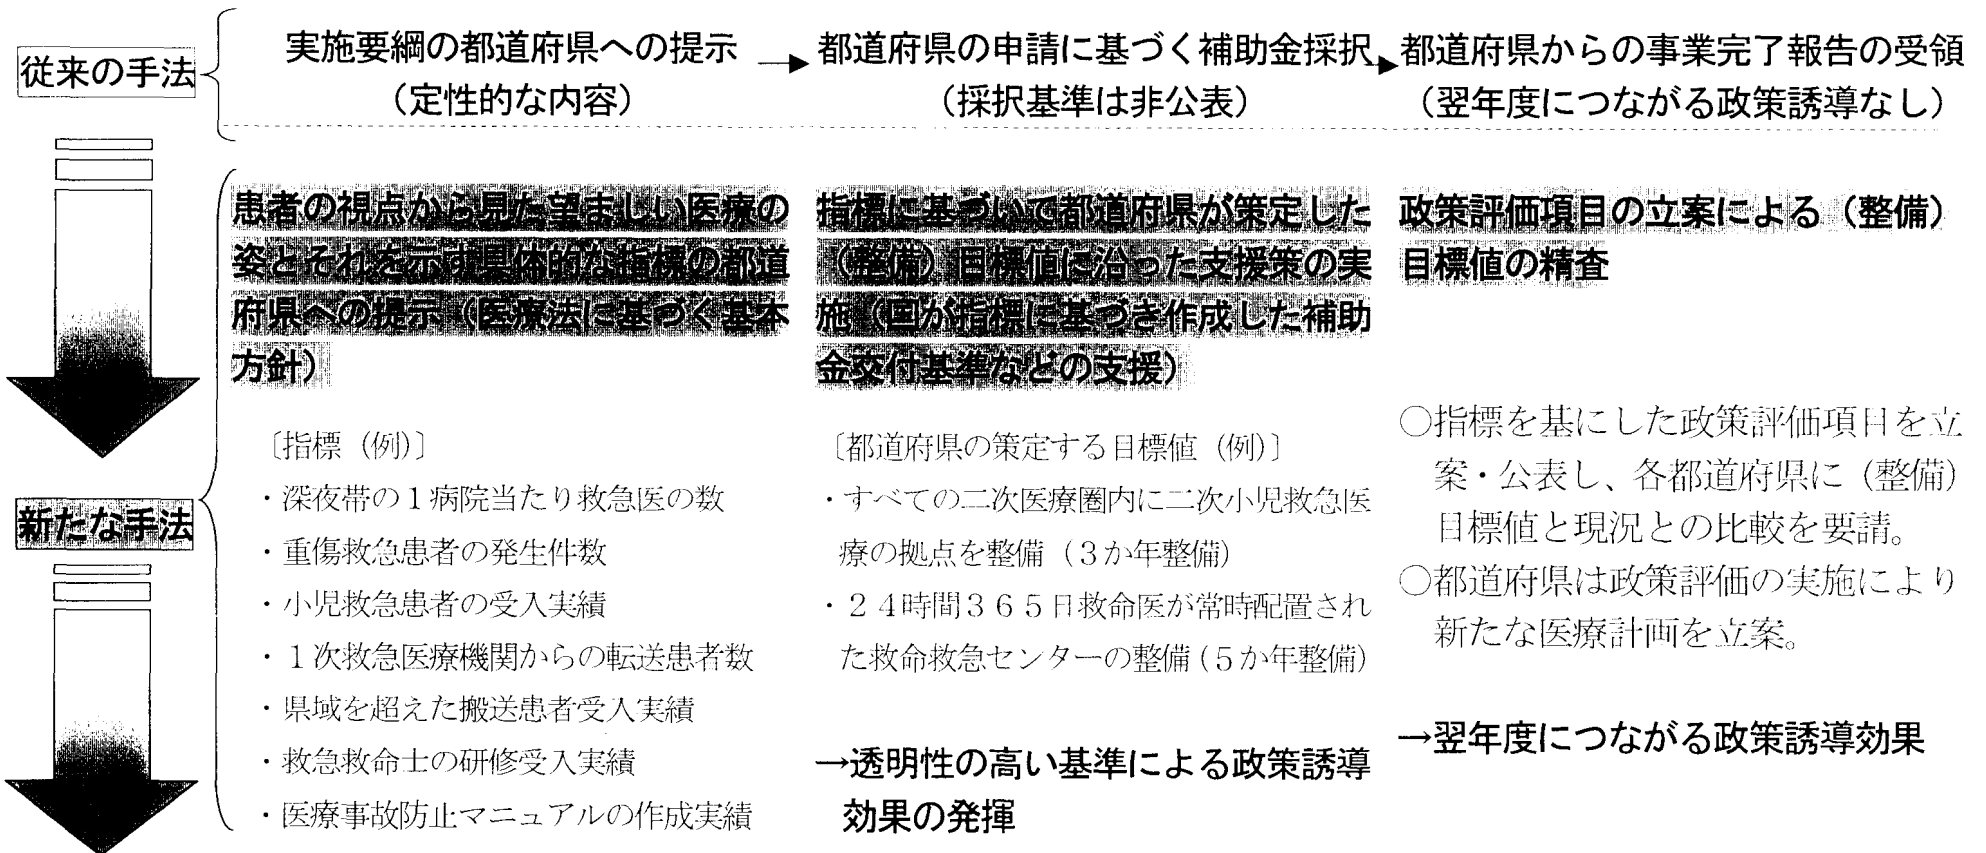 従来の手法
実施要綱の都道府県への提示
（定性的な内容）
都道府県の申請に基づく補助金採択
（採択基準は非公表）
都道府県からの事業完了報告の受領
（翌年度につながる政策誘導なし）
新たな手法
患者の視点から見た望ましい医療の
姿とそれを示す具体的な指標の都道
府県への提示（医療法に基づく基本
方針）
〔指標（例）〕
・深夜帯の１病院当たり救急医の数
・重傷救急患者の発生件数
・小児救急患者の受入実績
・１次救急医療機関からの転送患者数
・県域を超えた搬送患者受入実績
・救急救命士の研修受入実績
・医療事故防止マニュアルの作成実績
指標に基づいて都道府県が策定した
（整備）目標値に沿った支援策の実
施（国が指標に基づき作成した補助
金交付基準などの支援）
〔都道府県の策定する目標値（例）〕
・すべての二次医療圏内に二次小児救急医
療の拠点を整備（３か年整備）
・２４時間３６５日救命医が常時配置され
た救命救急センターの整備（５か年整備）
→透明性の高い基準による政策誘導
効果の発揮
政策評価項目の立案による（整備）
目標値の精査
○指標を基にした政策評価項目を立
案・公表し、各都道府県に（整備）
目標値と現況との比較を要請。
○都道府県は政策評価の実施により
新たな医療計画を立案。
→翌年度につながる政策誘導効果